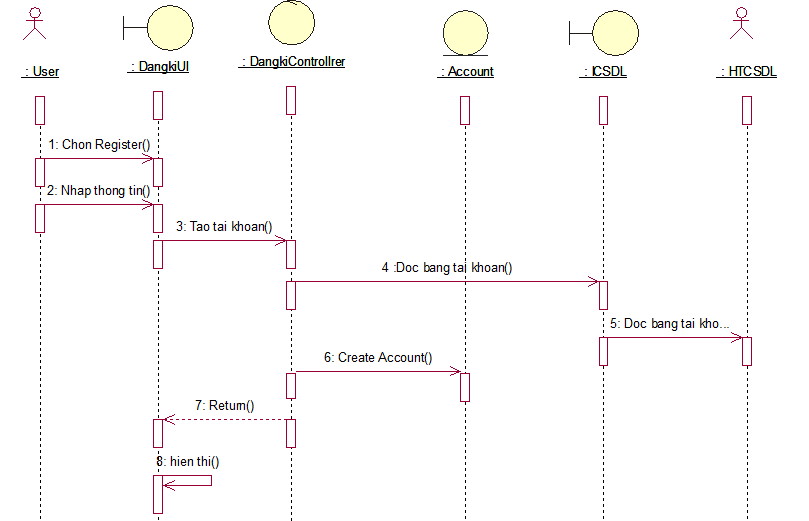 : User
: DangkiUI
: DangkiControllrer
: Account
: ICSDL
: HTCSDL
1: Chon Register()
2: Nhap thong tin()
3: Tao tai khoan()
4 :Doc bang tai khoan()
5: Doc bang tai kho...
6: Create Account()
7: Return()
8: hien thi()